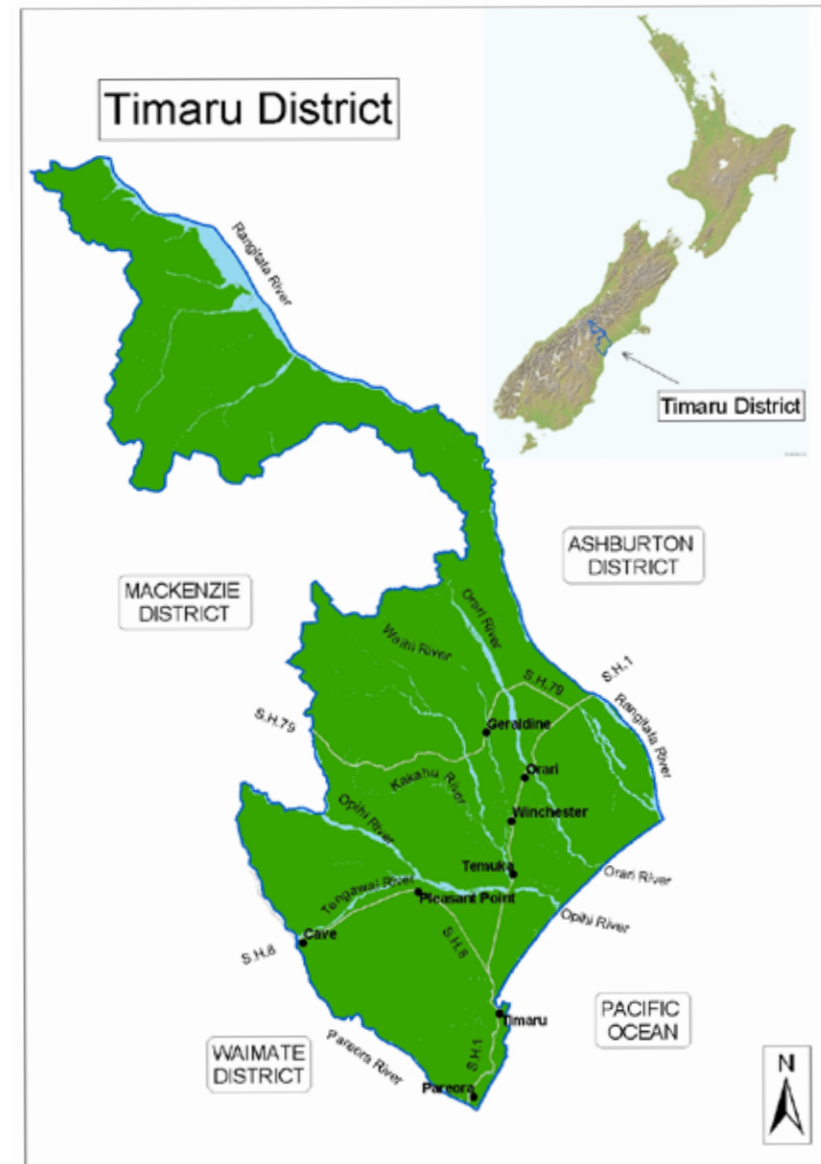 Timaru District
Rangitata River
Timaru District
ASHBURTON
DISTRICT
MACKENZIE
DISTRICT
Orari River
Waihi River
S.H.79
S.H.1
Rangitata River
S.H.79
Geraldine
Orari
Kakahu River
Winchester
Opihi River
Temuka
Orari River
Tengawai River
Pleasant Point
Opihi River
Cave
S.H.8
S.H.8
PACIFIC
OCEAN
Timaru
WAIMATE
DISTRICT
Pareora River
S.H.1
Pareora
N